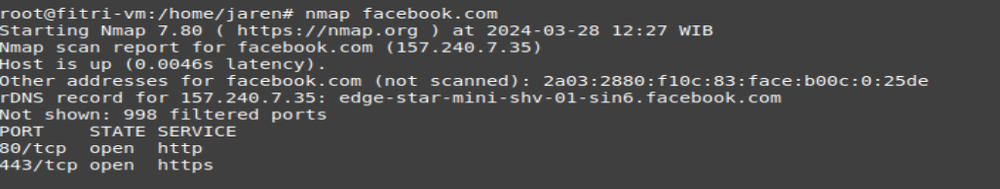 root@fitri-vm:/home/jaren# nmap facebook.com
Starting Nmap 7.80 ( https://nmap.org ) at 2024-03-28 12:27 WIB
Nmap scan report for facebook.com (157.240.7.35)
Host is up (0.0046s latency).
Other addresses for facebook.com (not scanned): 2a03:2880:f10c:83:face:b00c:0:25de
rDNS record for 157.240.7.35: edge-star-mini-shv-01-sin6.facebook.com
Not shown: 998 filtered ports
PORT    STATE SERVICE
80/tcp  open  http
443/tcp open  https